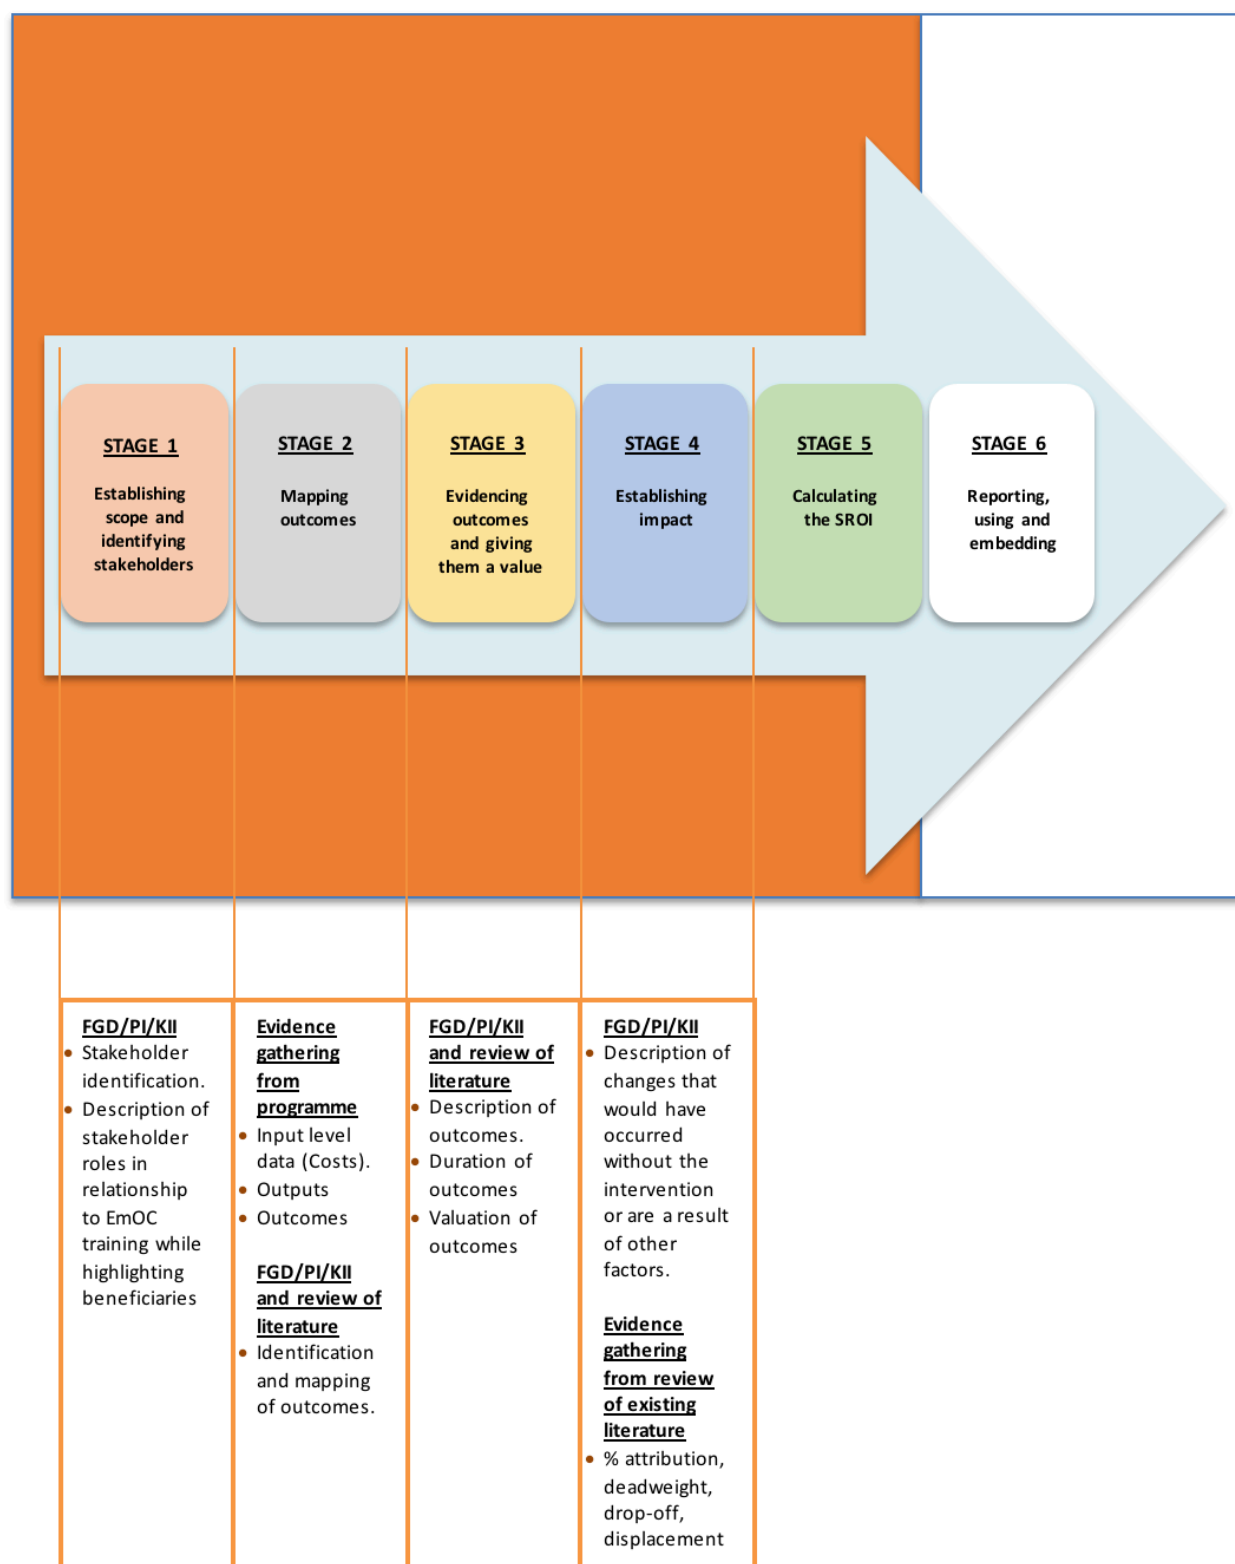 STAGE 1
Establishing
scope and
identifying
stakeholders
STAGE 2
Mapping
outcomes
STAGE 3
Evidencing
outcomes
and giving
them a value
STAGE 4
Establishing
impact
STAGE 5
Calculating
the SROI
STAGE 6
Reporting,
using and
embedding
FGD/PI/KII
• Stakeholder
identification.
• Description of
stakeholder
roles in
relationship
to EmOC
training while
highlighting
beneficiaries
Evidence
gathering
from
programme
• Input level
data (Costs).
• Outputs
• Outcomes
FGD/PI/KII
and review of
literature
• Identification
and mapping
of outcomes.
FGD/PI/KII
and review of
literature
• Description of
outcomes.
• Duration of
outcomes
• Valuation of
outcomes
FGD/PI/KII
• Description of
changes that
would have
occurred
without the
intervention
or are a result
of other
factors.
Evidence
gathering
from review
of existing
literature
• % attribution,
deadweight,
drop-off,
displacement